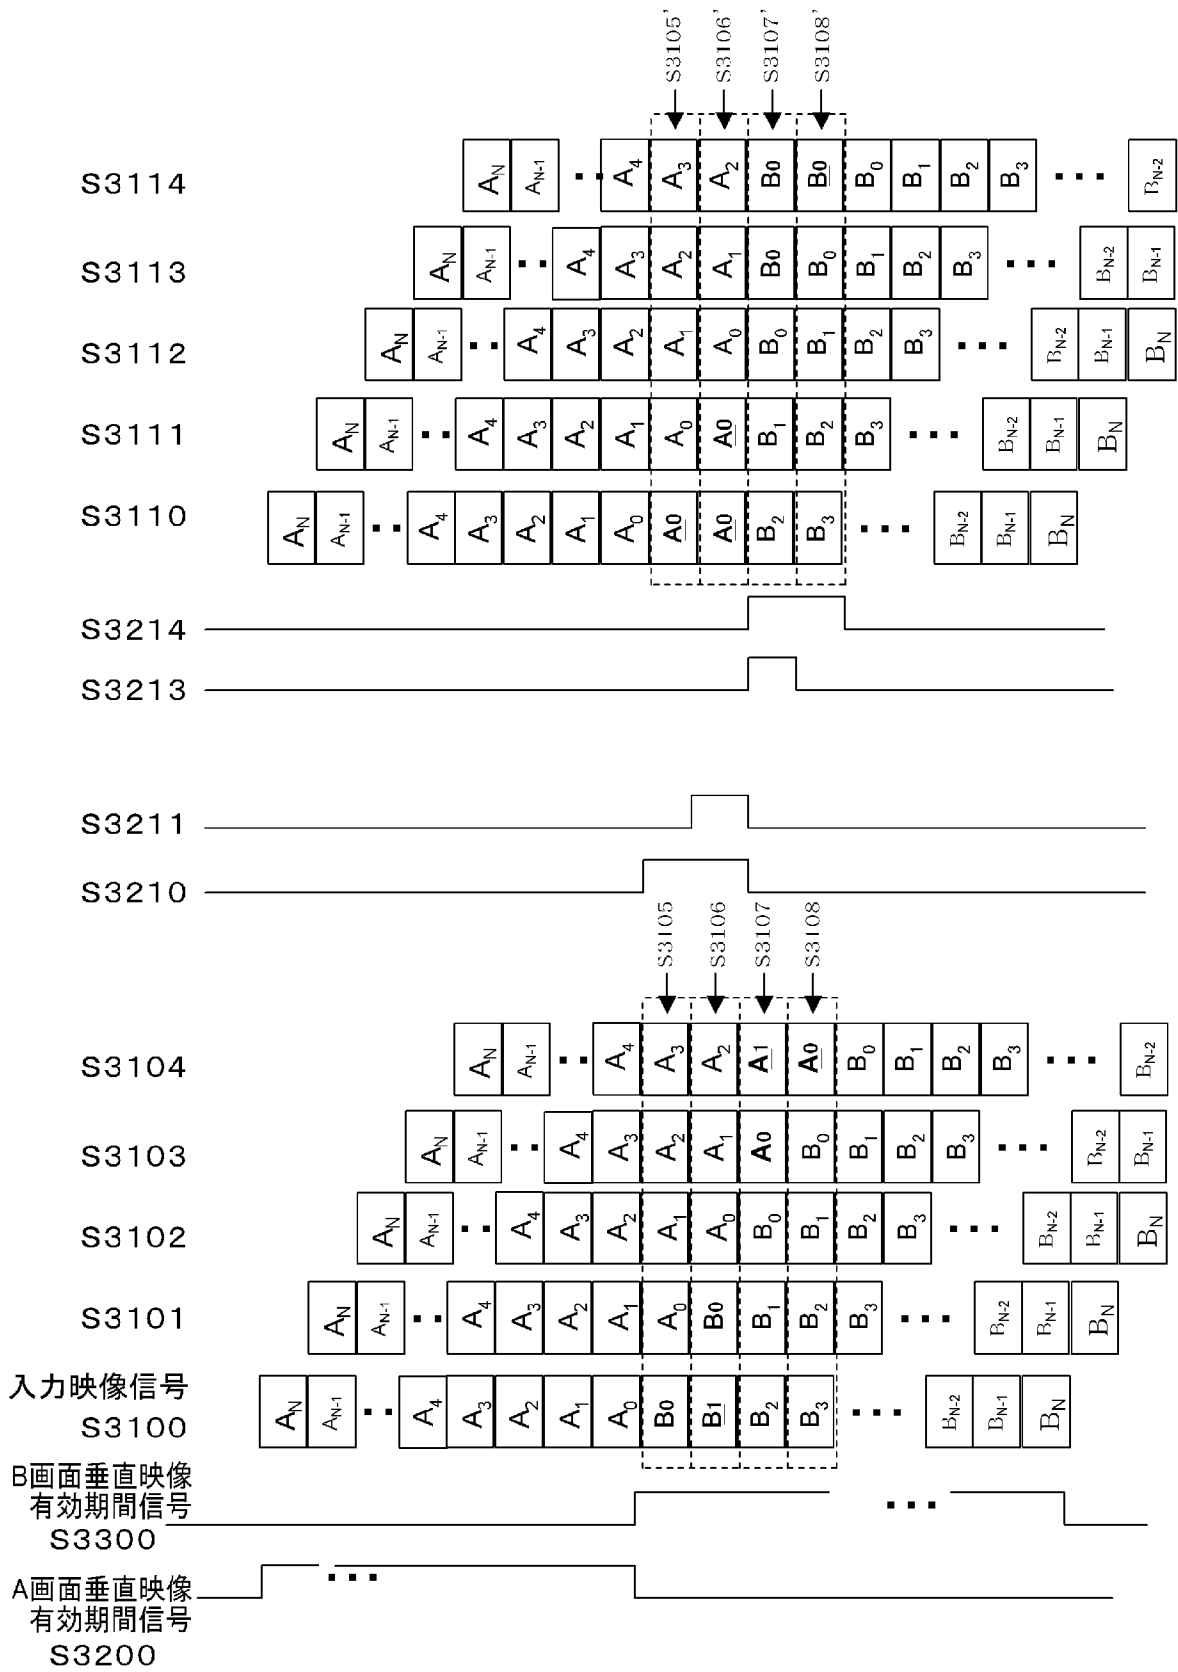 S3105' S3106' S3107' S3108'
S3114 A_N A_N-1 ･･ A_4 A_3 A_2 B0 B0 B_0 B_1 B_2 B_3 ･･･ B_N-2
S3113 A_N A_N-1 ･･ A_4 A_3 A_2 A_1 B0 B_0 B_1 B_2 B_3 ･･･ B_N-2 B_N-1
S3112 A_N A_N-1 ･･ A_4 A_3 A_2 A_1 A_0 B_0 B_1 B_2 B_3 ･･･ B_N-2 B_N-1 B_N
S3111 A_N A_N-1 ･･ A_4 A_3 A_2 A_1 A_0 A0 B_1 B_2 B_3 ･･･ B_N-2 B_N-1 B_N
S3110 A_N A_N-1 ･･ A_4 A_3 A_2 A_1 A_0 A0 A0 B_2 B_3 ･･･ B_N-2 B_N-1 B_N
S3214
S3213
S3211
S3210
S3105 S3106 S3107 S3108
S3104 A_N A_N-1 ･･ A_4 A_3 A_2 A1 A0 B_0 B_1 B_2 B_3 ･･･ B_N-2
S3103 A_N A_N-1 ･･ A_4 A_3 A_2 A_1 A0 B_0 B_1 B_2 B_3 ･･･ B_N-2 B_N-1
S3102 A_N A_N-1 ･･ A_4 A_3 A_2 A_1 A_0 B_0 B_1 B_2 B_3 ･･･ B_N-2 B_N-1 B_N
S3101 A_N A_N-1 ･･ A_4 A_3 A_2 A_1 A_0 B0 B_1 B_2 B_3 ･･･ B_N-2 B_N-1 B_N
入力映像信号
S3100 A_N A_N-1 ･･ A_4 A_3 A_2 A_1 A_0 B0 B1 B_2 B_3 ･･･ B_N-2 B_N-1 B_N
B画面垂直映像
有効期間信号 ･･･
S3300
A画面垂直映像 ･･･
有効期間信号
S3200